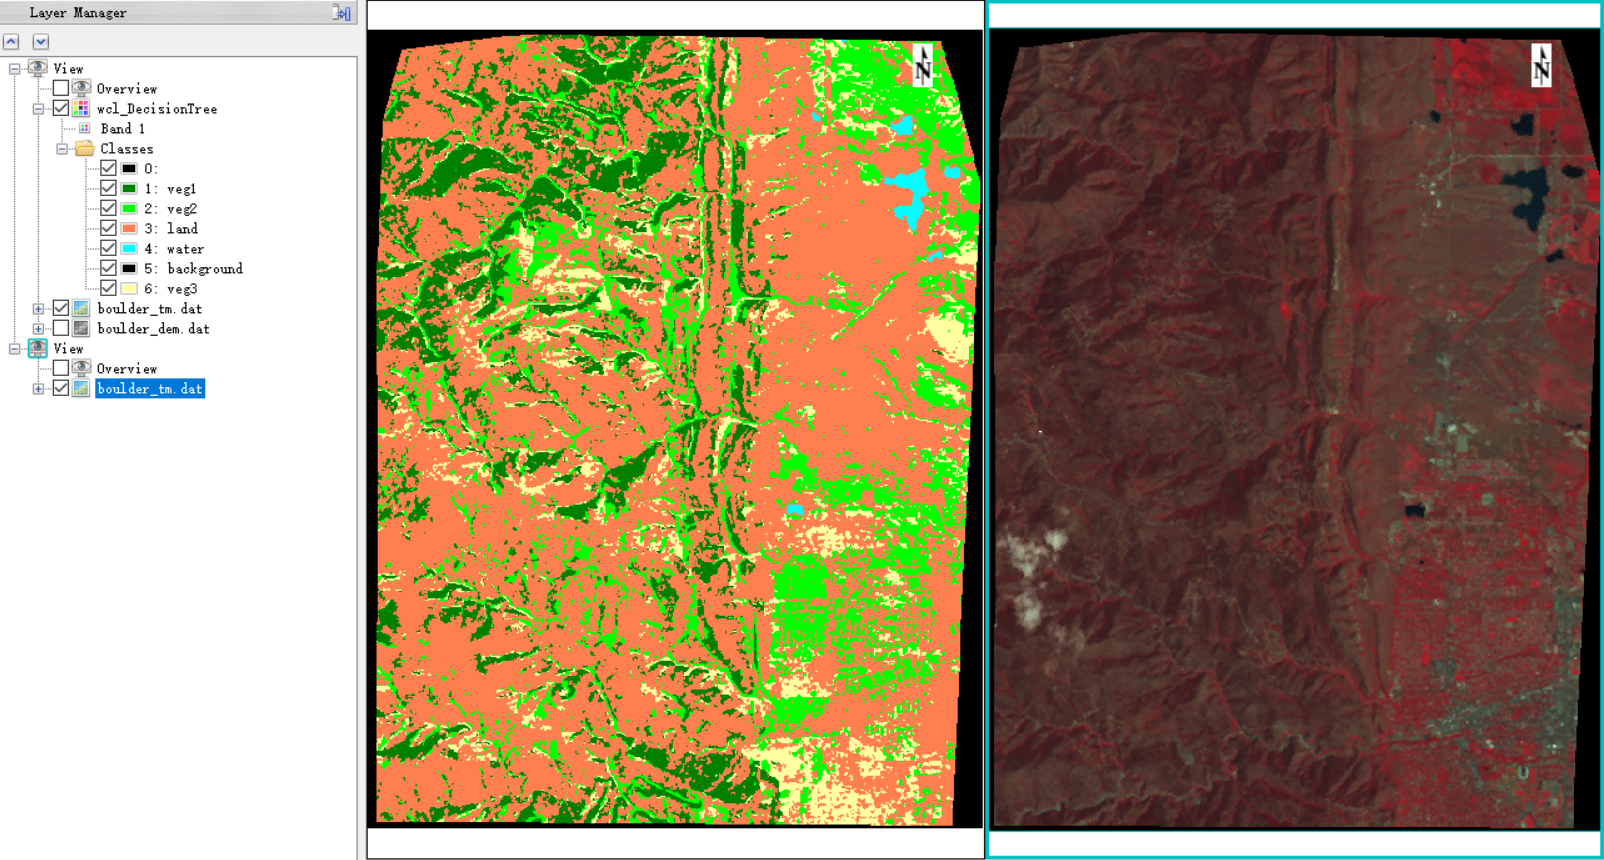 Layer Manager
View
Overview
wcl_DecisionTree
Band 1
Classes
0:
1: veg1
2: veg2
3: land
4: water
5: background
6: veg3
boulder_tm.dat
boulder_dem.dat
View
Overview
boulder_tm.dat
N
N